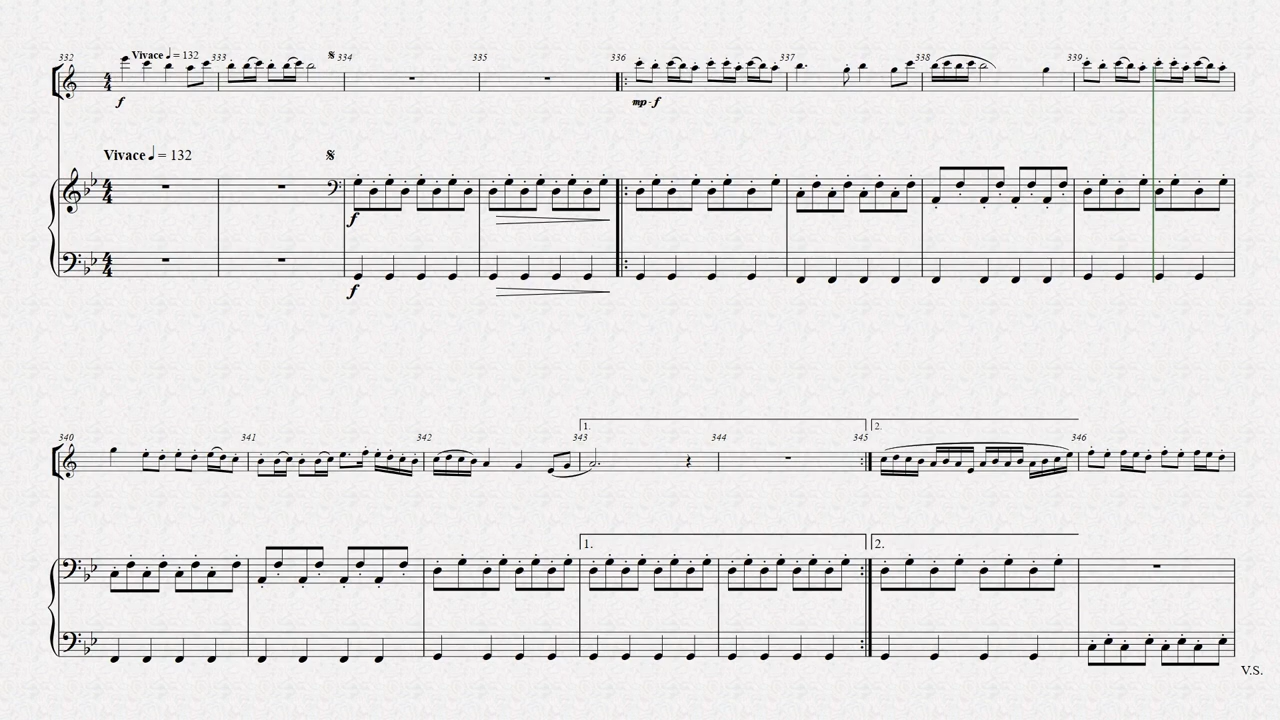 332 Vivace ♩ = 132 333 334 335 336 337 338 339
f mp - f
Vivace ♩ = 132
f
f
340 341 342 343 344 345 346
1. 2.
1. 2.
V.S.